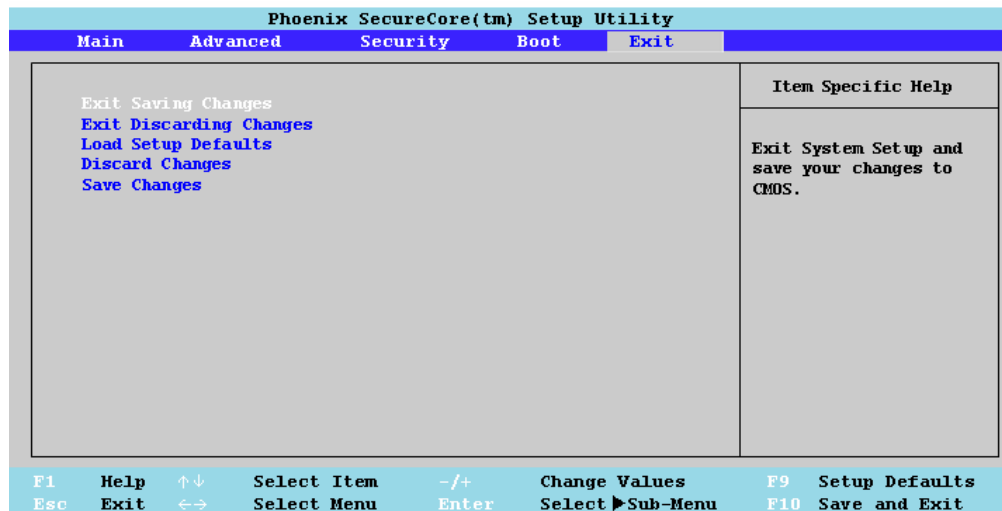 Phoenix SecureCore(tm) Setup Utility
Main Advanced Security Boot Exit
Exit Saving Changes
Exit Discarding Changes
Load Setup Defaults
Discard Changes
Save Changes
Item Specific Help
Exit System Setup and
save your changes to
CMOS.
F1 Help ↑↓ Select Item -/+ Change Values F9 Setup Defaults
Esc Exit ←→ Select Menu Enter Select ▶Sub-Menu F10 Save and Exit